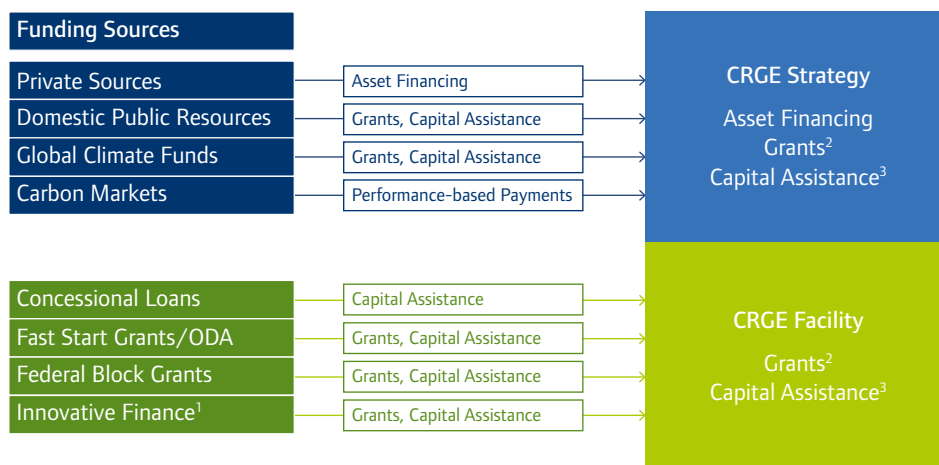 Funding Sources
Private Sources
Asset Financing
Domestic Public Resources
Grants, Capital Assistance
Global Climate Funds
Grants, Capital Assistance
Carbon Markets
Performance-based Payments
CRGE Strategy
Asset Financing
Grants²
Capital Assistance³
Concessional Loans
Capital Assistance
Fast Start Grants/ODA
Grants, Capital Assistance
Federal Block Grants
Grants, Capital Assistance
Innovative Finance¹
Grants, Capital Assistance
CRGE Facility
Grants²
Capital Assistance³